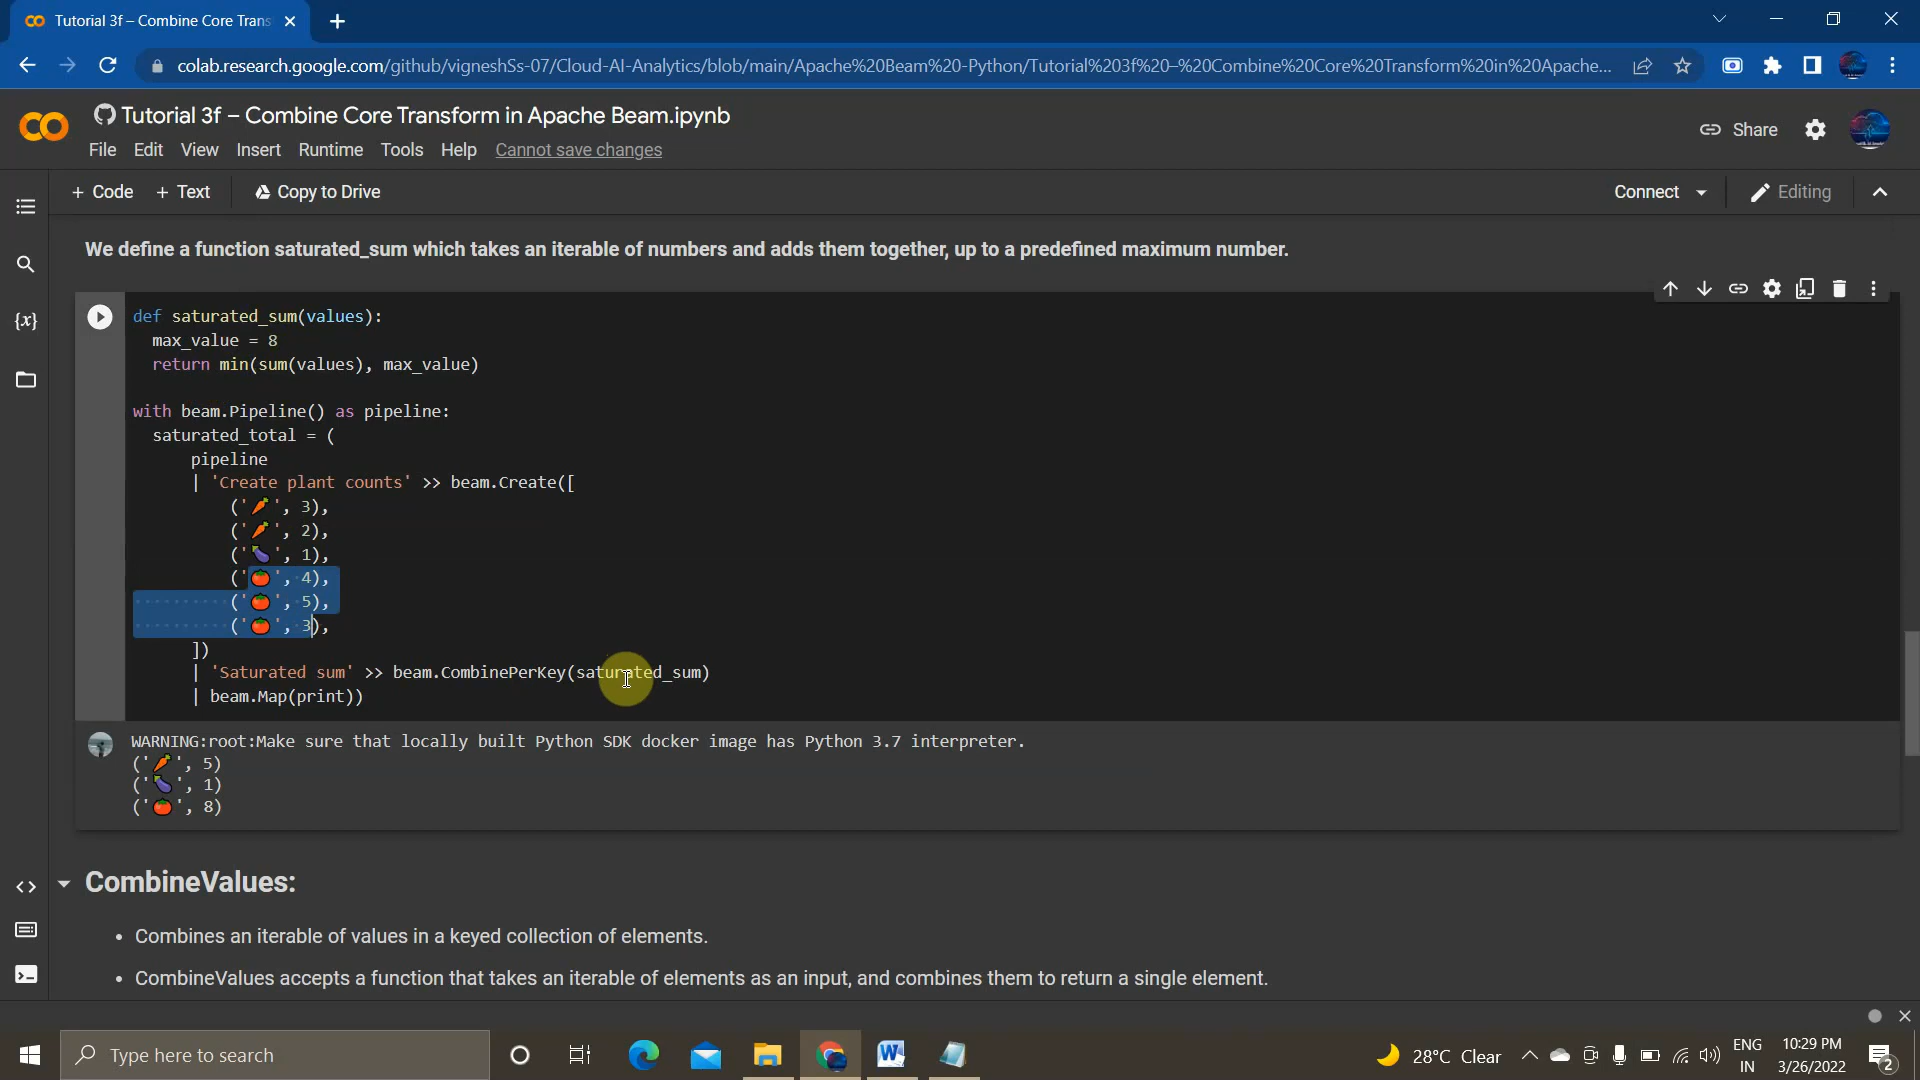 Tutorial 3f – Combine Core Trans
colab.research.google.com/github/vigneshSs-07/Cloud-AI-Analytics/blob/main/Apache%20Beam%20-Python/Tutorial%203f%20–%20Combine%20Core%20Transform%20in%20Apache...
Tutorial 3f – Combine Core Transform in Apache Beam.ipynb
File Edit View Insert Runtime Tools Help Cannot save changes
Share
+ Code + Text Copy to Drive
Connect Editing
We define a function saturated_sum which takes an iterable of numbers and adds them together, up to a predefined maximum number.
def saturated_sum(values):
max_value = 8
return min(sum(values), max_value)
with beam.Pipeline() as pipeline:
saturated_total = (
pipeline
| 'Create plant counts' >> beam.Create([
('🥕', 3),
('🥕', 2),
('🍆', 1),
('🍅', 4),
('🍅', 5),
('🍅', 3),
])
| 'Saturated sum' >> beam.CombinePerKey(saturated_sum)
| beam.Map(print))
WARNING:root:Make sure that locally built Python SDK docker image has Python 3.7 interpreter.
('🥕', 5)
('🍆', 1)
('🍅', 8)
CombineValues:
• Combines an iterable of values in a keyed collection of elements.
• CombineValues accepts a function that takes an iterable of elements as an input, and combines them to return a single element.
Type here to search
28°C Clear
ENG
IN
10:29 PM
3/26/2022
2